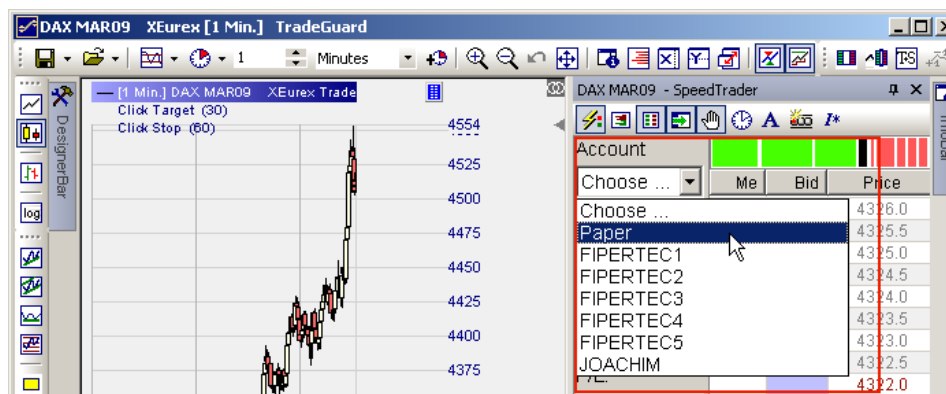 DAX MAR09 XEurex [1 Min.] TradeGuard
1 Minutes
TS
DAX MAR09 - SpeedTrader
[1 Min.] DAX MAR09 XEurex Trade
Click Target (30)
Click Stop (60)
DesignerBar
log
4554
4525
4500
4475
4450
4425
4400
4375
A I*
Account
Choose ... Me Bid Price
Choose ... 4326.0
Paper 4325.5
FIPERTEC1 4325.0
FIPERTEC2 4324.5
FIPERTEC3 4324.0
FIPERTEC4 4323.5
FIPERTEC5 4323.0
JOACHIM 4322.5
4322.0